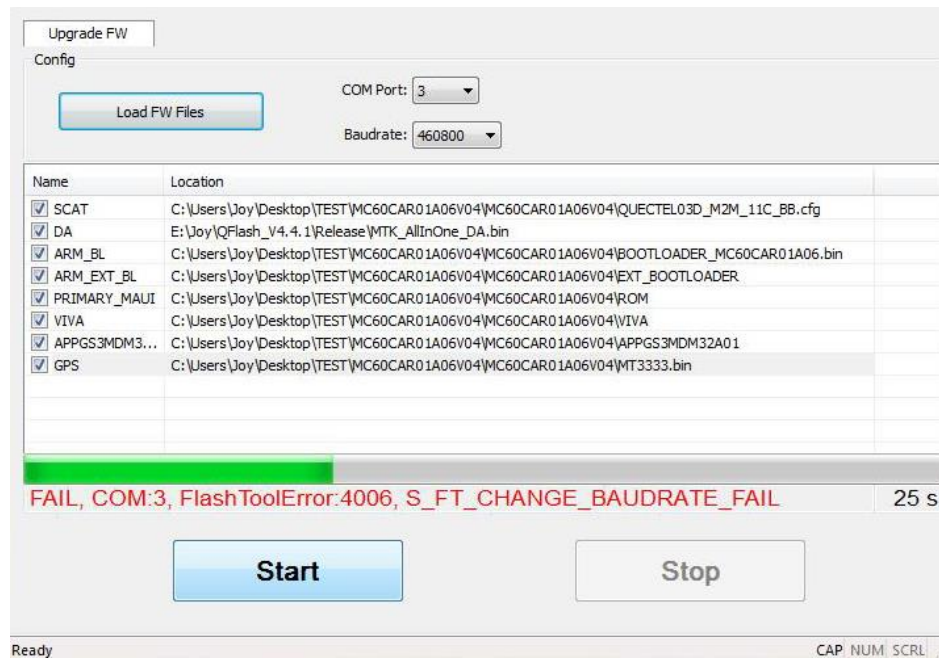 Upgrade FW
Config
Load FW Files
COM Port: 3
Baudrate: 460800
Name Location
SCAT C:\Users\Joy\Desktop\TEST\MC60CAR01A06V04\MC60CAR01A06V04\QUECTEL03D_M2M_11C_BB.cfg
DA E:\Joy\QFlash_V4.4.1\Release\MTK_AllInOne_DA.bin
ARM_BL C:\Users\Joy\Desktop\TEST\MC60CAR01A06V04\MC60CAR01A06V04\BOOTLOADER_MC60CAR01A06.bin
ARM_EXT_BL C:\Users\Joy\Desktop\TEST\MC60CAR01A06V04\MC60CAR01A06V04\EXT_BOOTLOADER
PRIMARY_MAUI C:\Users\Joy\Desktop\TEST\MC60CAR01A06V04\MC60CAR01A06V04\ROM
VIVA C:\Users\Joy\Desktop\TEST\MC60CAR01A06V04\MC60CAR01A06V04\VIVA
APPGS3MDM3... C:\Users\Joy\Desktop\TEST\MC60CAR01A06V04\MC60CAR01A06V04\APPGS3MDM32A01
GPS C:\Users\Joy\Desktop\TEST\MC60CAR01A06V04\MC60CAR01A06V04\MT3333.bin
FAIL, COM:3, FlashToolError:4006, S_FT_CHANGE_BAUDRATE_FAIL 25 s
Start Stop
Ready CAP NUM SCRL